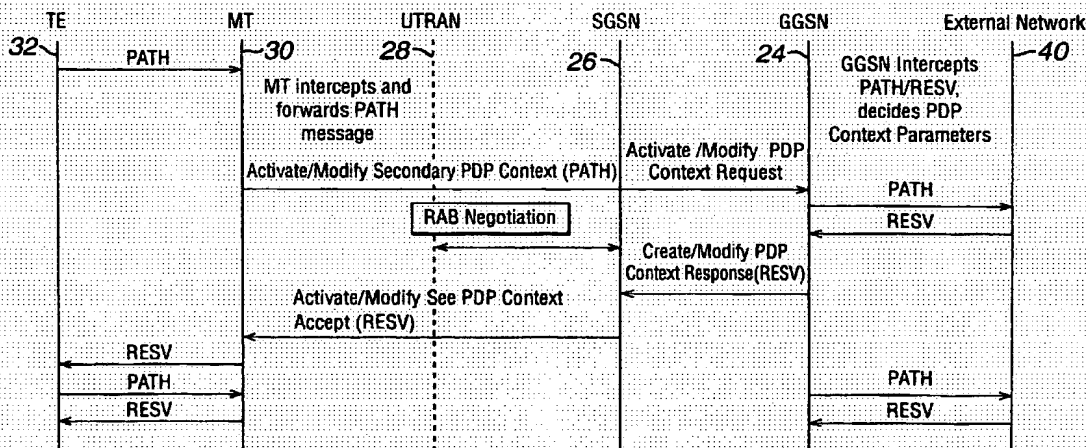 TE MT UTRAN SGSN GGSN External Network
32 30 28 26 24 40
PATH
MT intercepts and
forwards PATH
message
GGSN Intercepts
PATH/RESV,
decides PDP
Context Parameters
Activate/Modify Secondary PDP Context (PATH)
Activate /Modify PDP
Context Request
PATH
RESV
RAB Negotiation
Create/Modify PDP
Context Response(RESV)
Activate/Modify See PDP Context
Accept (RESV)
RESV
PATH
RESV
PATH
RESV